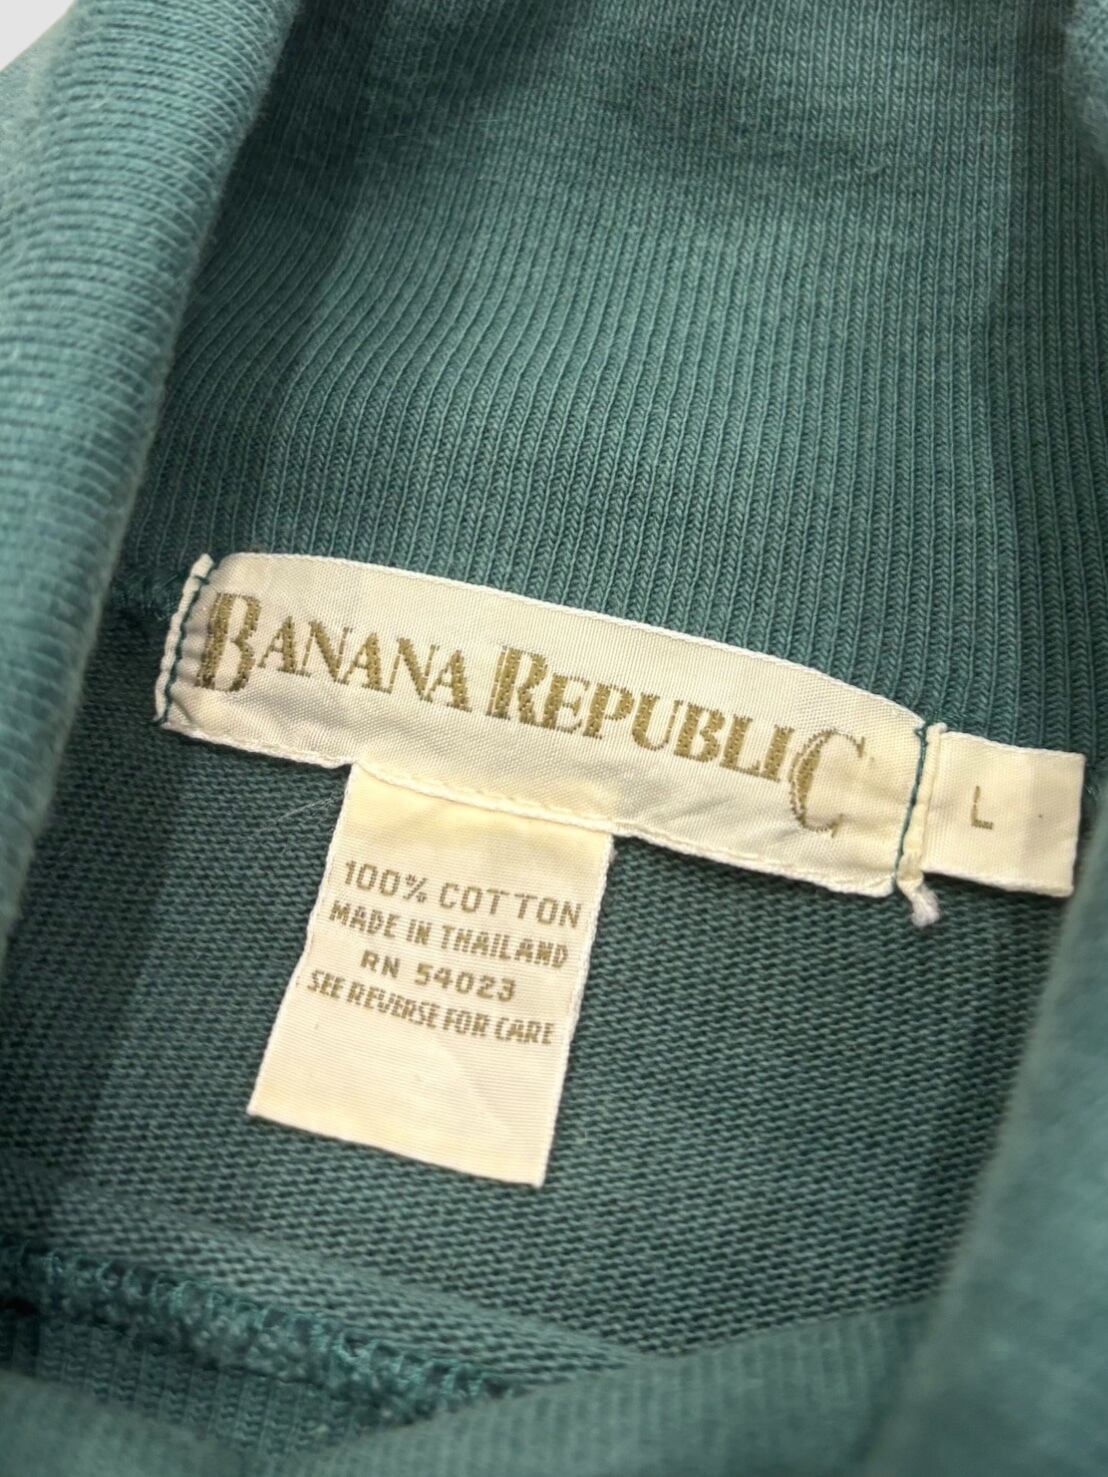 BANANA REPUBLIC
L
100% COTTON
MADE IN THAILAND
RN 54023
SEE REVERSE FOR CARE